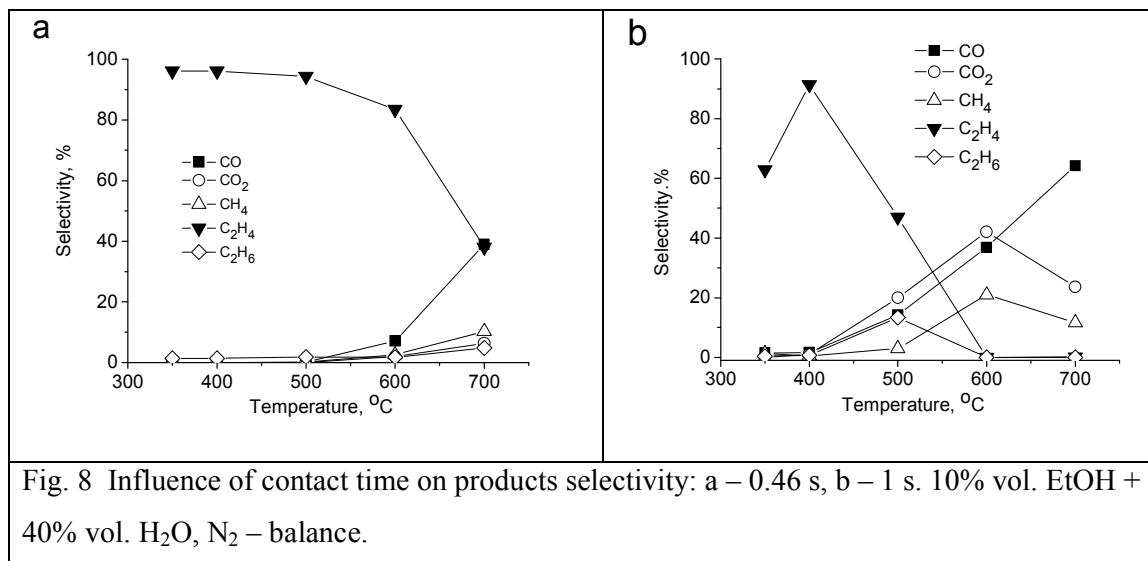 a
100
80
60
40
20
0
Selectivity, %
CO
CO₂
CH₄
C₂H₄
C₂H₆
300 400 500 600 700
Temperature, °C
b
100
80
60
40
20
0
Selectivity.%
CO
CO₂
CH₄
C₂H₄
C₂H₆
300 400 500 600 700
Temperature, °C
Fig. 8 Influence of contact time on products selectivity: a – 0.46 s, b – 1 s. 10% vol. EtOH +
40% vol. H₂O, N₂ – balance.